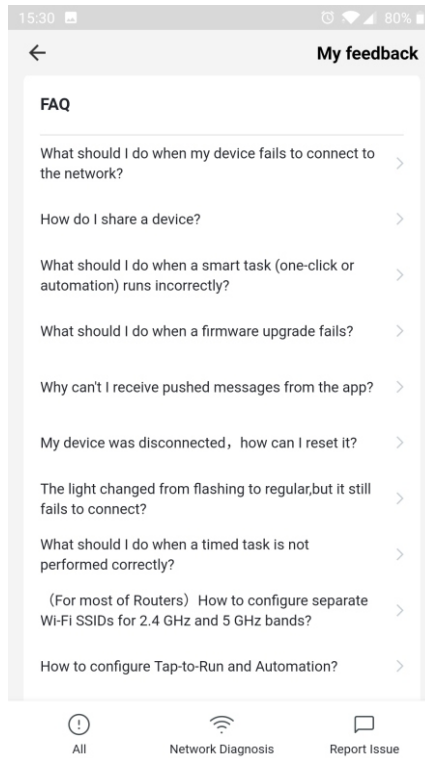 15:30
80%
My feedback
FAQ
What should I do when my device fails to connect to
the network?
How do I share a device?
What should I do when a smart task (one-click or
automation) runs incorrectly?
What should I do when a firmware upgrade fails?
Why can't I receive pushed messages from the app?
My device was disconnected，how can I reset it?
The light changed from flashing to regular,but it still
fails to connect?
What should I do when a timed task is not
performed correctly?
（For most of Routers）How to configure separate
Wi-Fi SSIDs for 2.4 GHz and 5 GHz bands?
How to configure Tap-to-Run and Automation?
All
Network Diagnosis
Report Issue